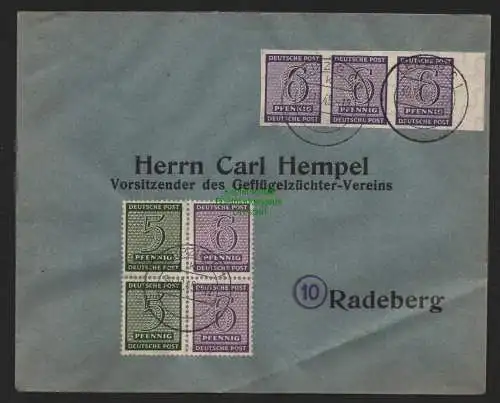 DEUTSCHE POST DEUTSCHE POST DEUTSCHE POST
6 6 6
PFENNIG PFENNIG PFENNIG
DEUTSCHE POST DEUTSCHE POST DEUTSCHE POST
Herrn Carl Hempel
Vorsitzender des Geflügelzüchter-Vereins
DEUTSCHE POST DEUTSCHE POST
5 6
PFENNIG PFENNIG
DEUTSCHE POST DEUTSCHE POST
DEUTSCHE POST DEUTSCHE POST
5 6
PFENNIG PFENNIG
DEUTSCHE POST DEUTSCHE POST
10 Radeberg